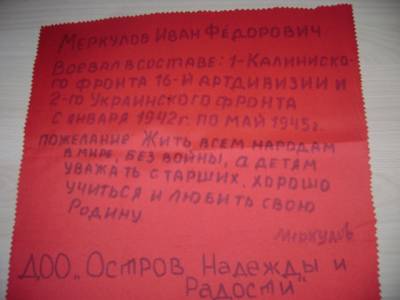 Меркулов Иван Фёдорович
Воевал в составе: 1-Калининско-
го фронта 16-й артдивизии и
2-го Украинского фронта
с января 1942г. по май 1945г.
пожелание: Жить всем народам
в мире, без войны, а детям
уважать старших, хорошо
учиться и любить свою
Родину.
Меркулов
ДОО „Остров Надежды и
Радости"